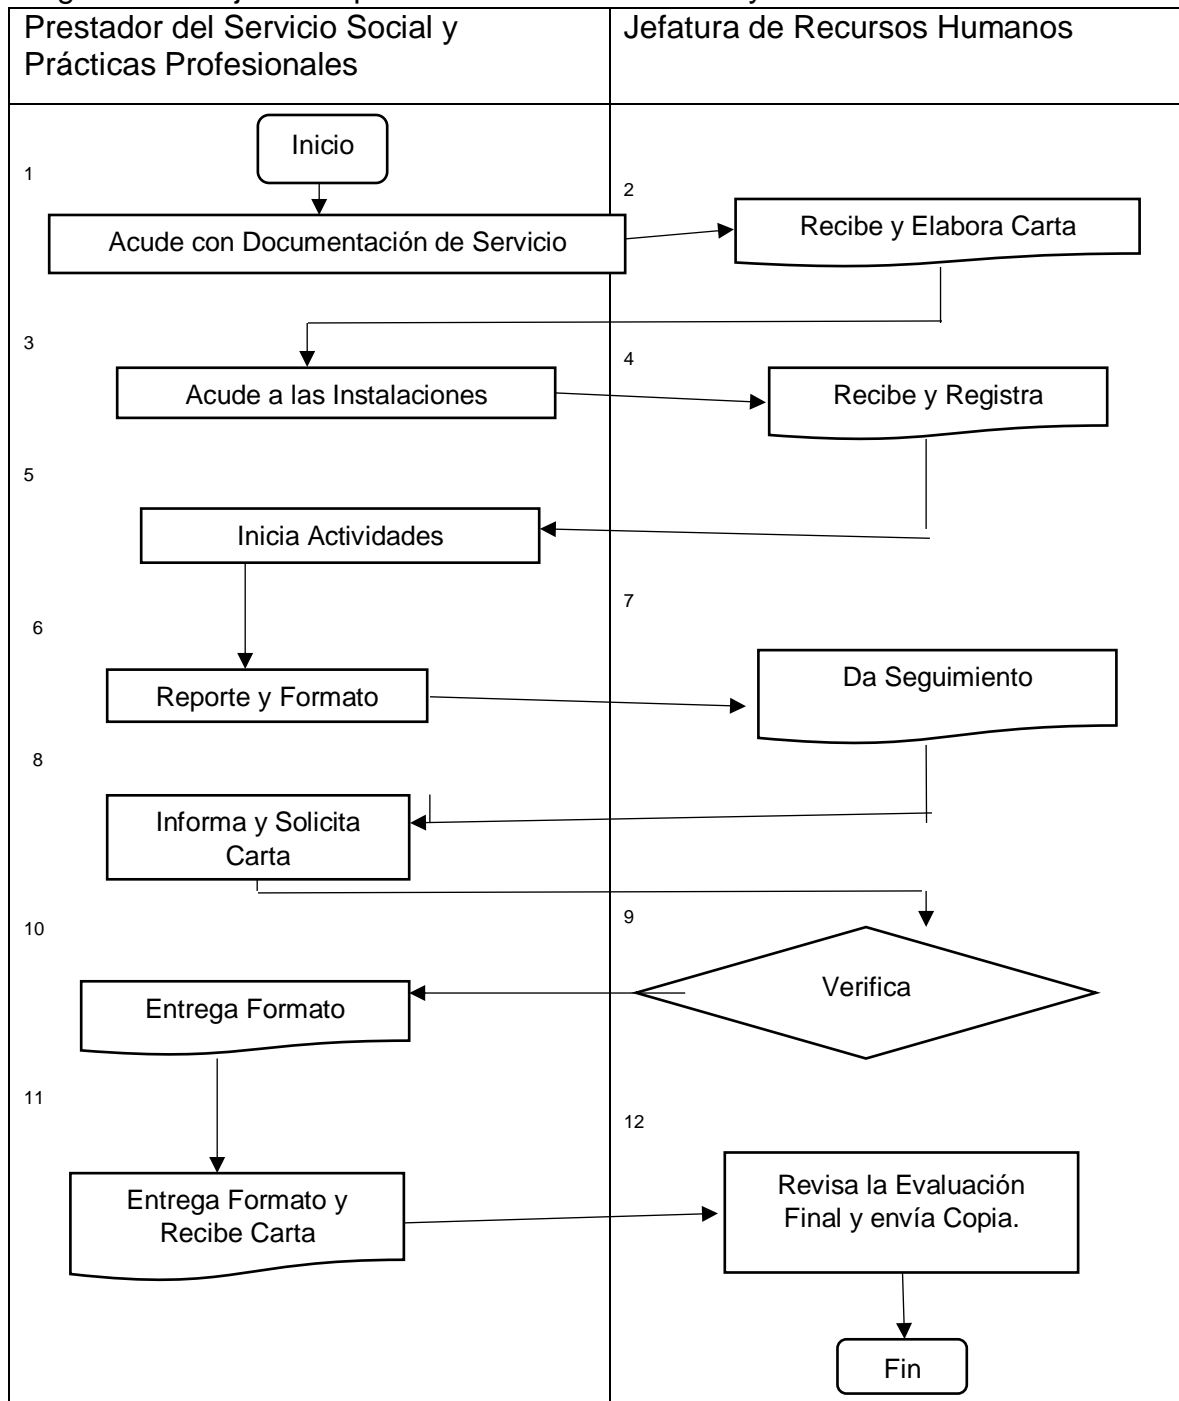 Prestador del Servicio Social y
Prácticas Profesionales
Jefatura de Recursos Humanos
Inicio
1
Acude con Documentación de Servicio
2
Recibe y Elabora Carta
3
Acude a las Instalaciones
4
Recibe y Registra
5
Inicia Actividades
6
Reporte y Formato
7
Da Seguimiento
8
Informa y Solicita
Carta
9
Verifica
10
Entrega Formato
11
Entrega Formato y
Recibe Carta
12
Revisa la Evaluación
Final y envía Copia.
Fin